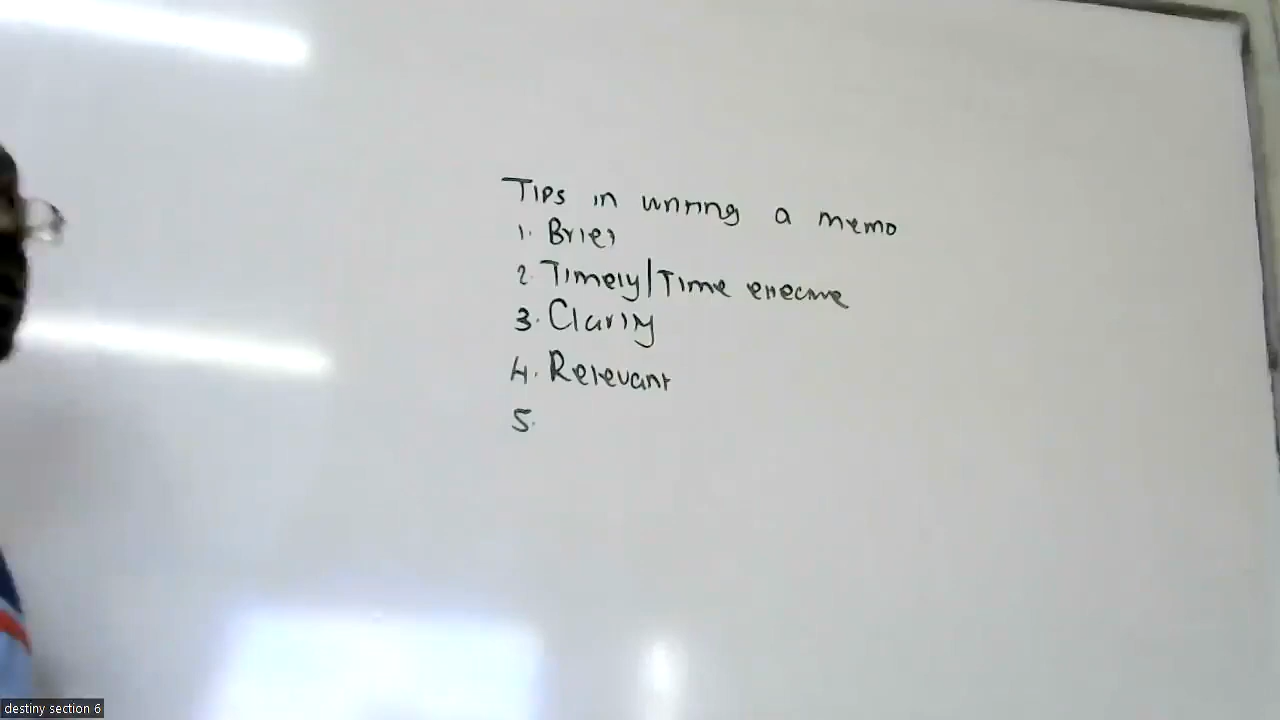 Tips in writing a memo
1. Brief
2. Timely/Time effective
3. Clarity
4. Relevant
5.
destiny section 6